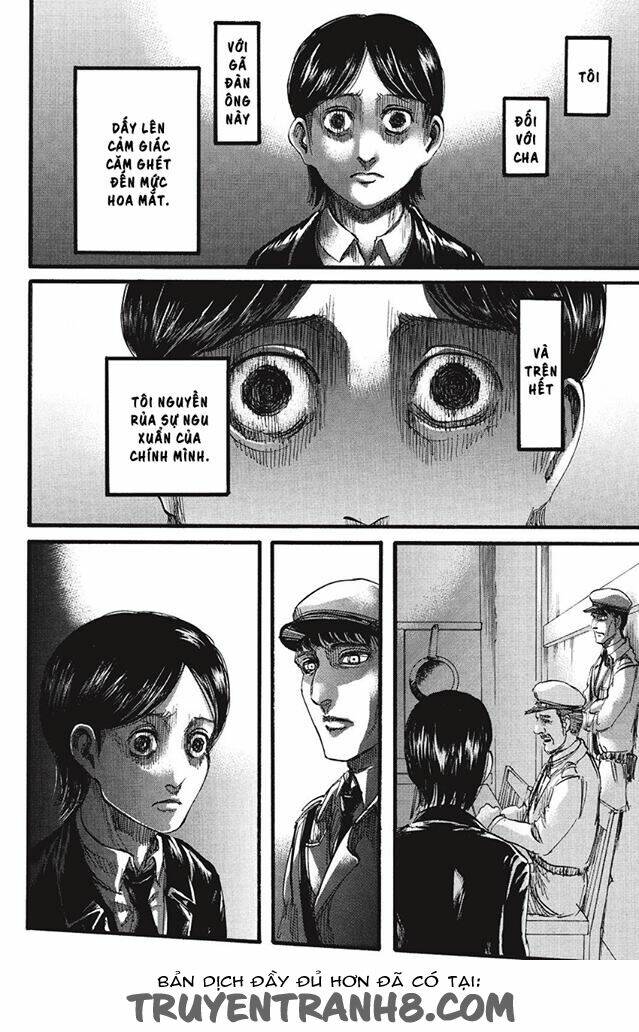 TÔI
ĐỐI
VỚI
CHA
VỚI
GÃ
ĐÀN
ÔNG
NÀY
DẤY LÊN
CẢM GIÁC
CĂM GHÉT
ĐẾN MỨC
HOA MẮT.
VÀ
TRÊN
HẾT
TÔI NGUYỀN
RỦA SỰ NGU
XUẨN CỦA
CHÍNH MÌNH.
BẢN DỊCH ĐẦY ĐỦ HƠN ĐÃ CÓ TẠI:
TRUYENTRANH8.COM